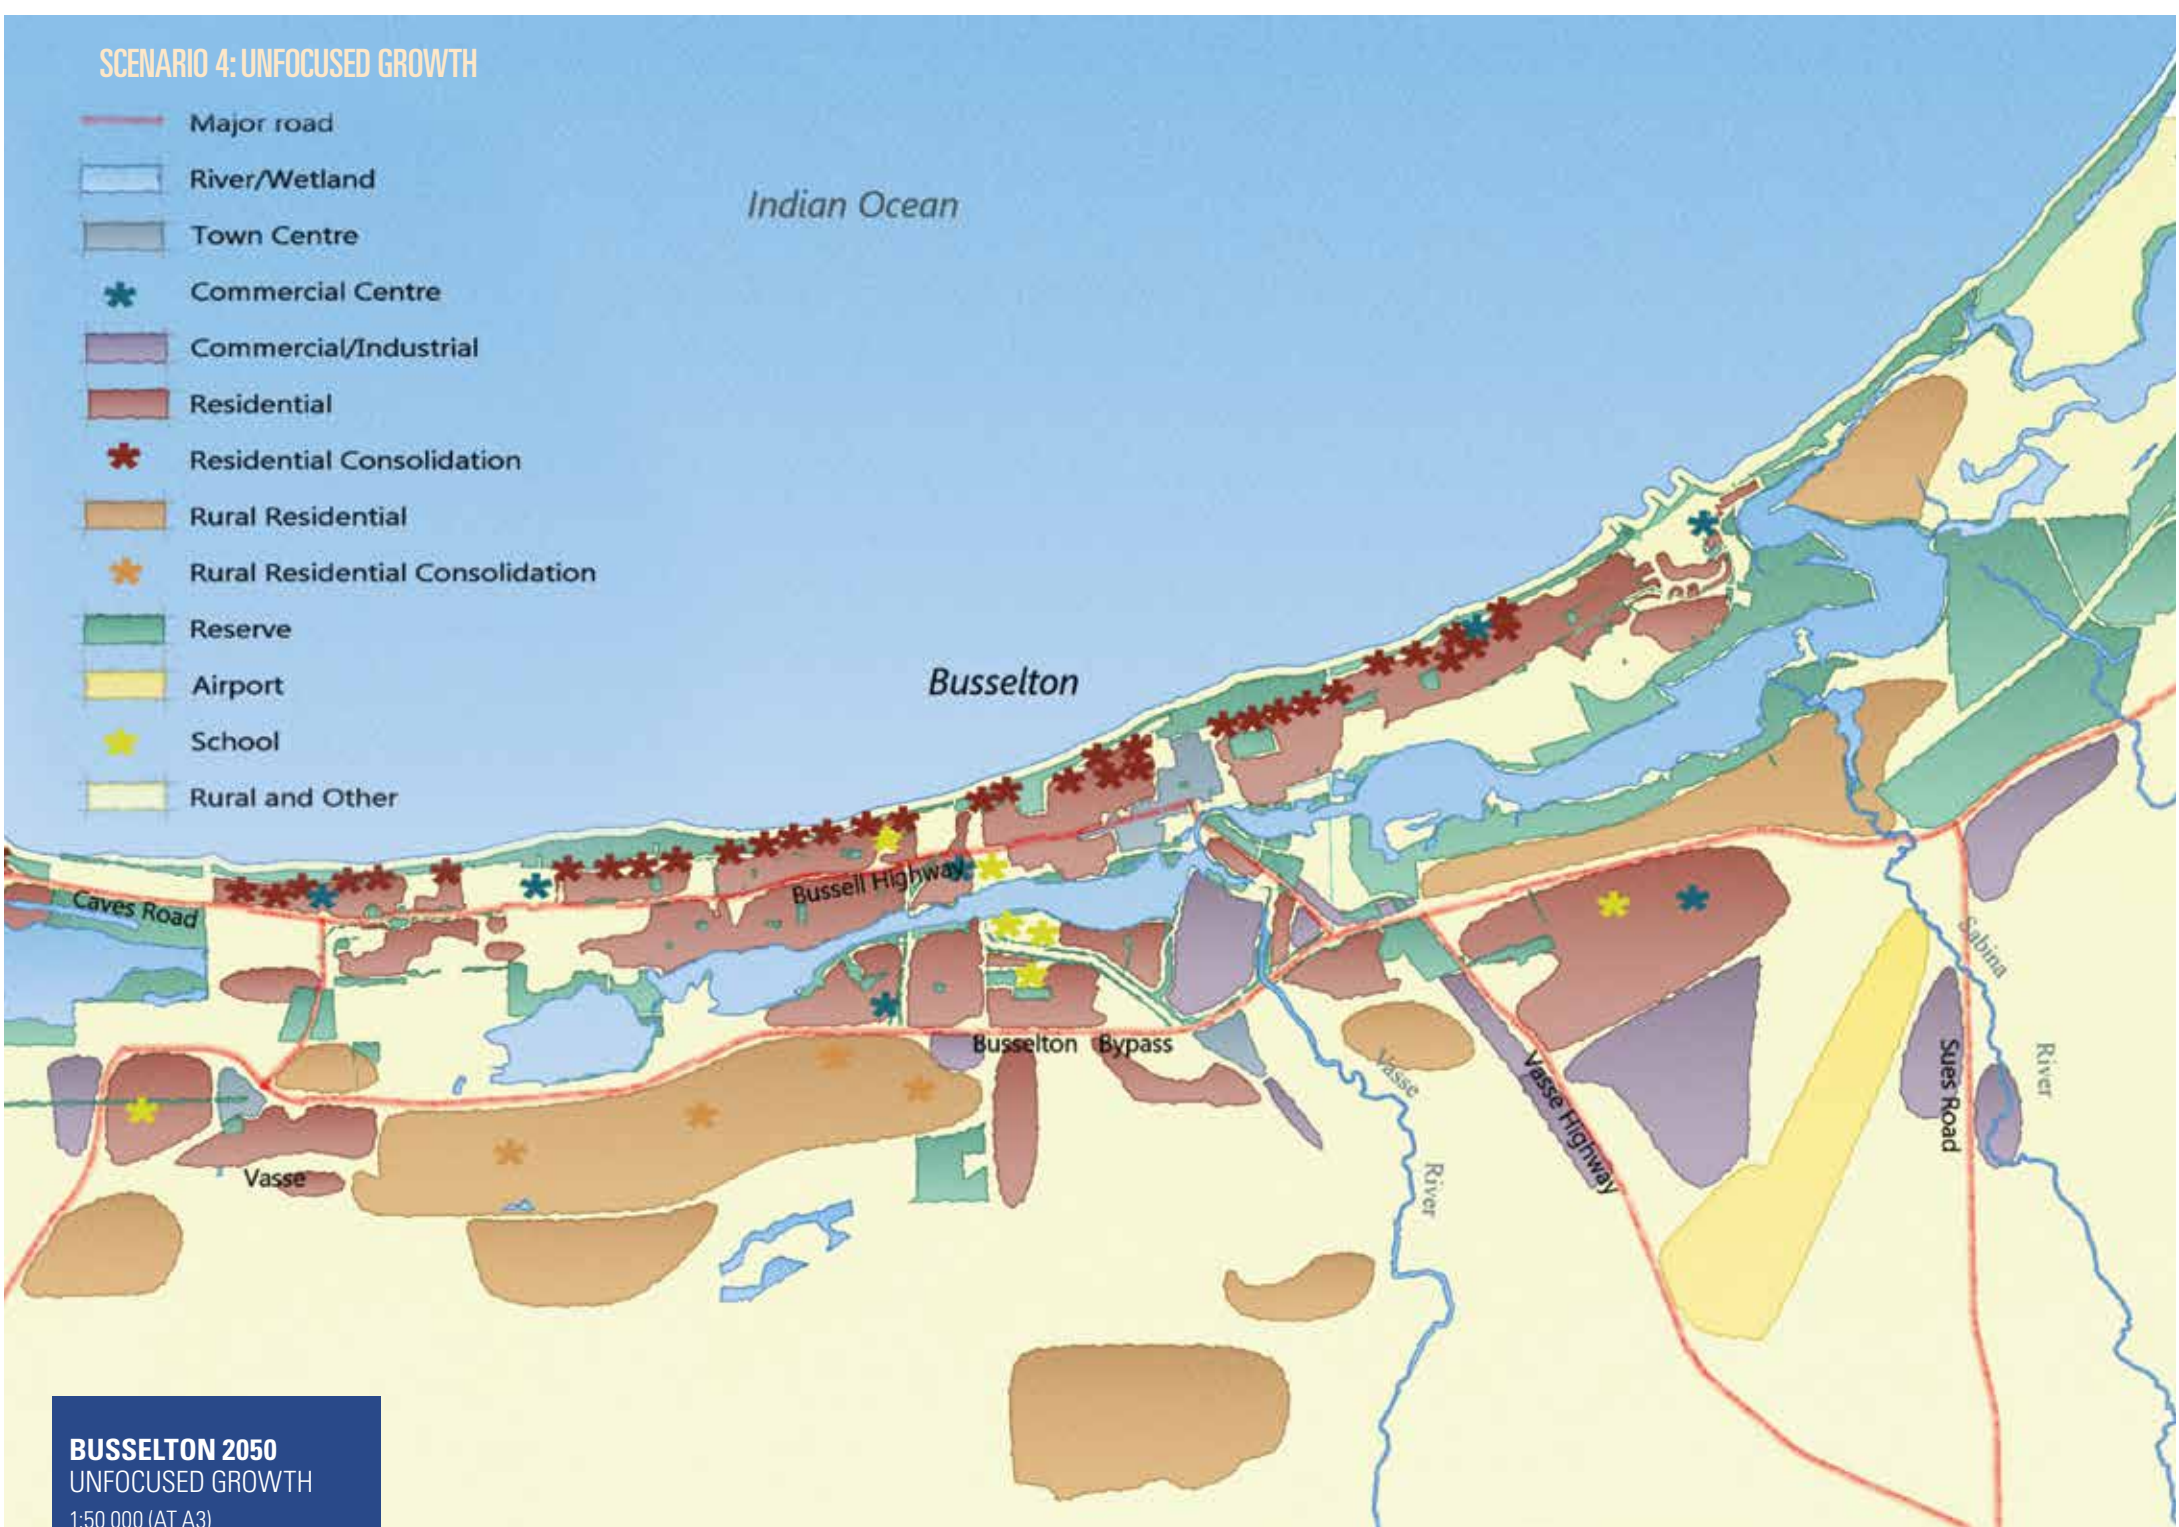 SCENARIO 4: UNFOCUSED GROWTH
Major road
River/Wetland
Town Centre
Commercial Centre
Commercial/Industrial
Residential
Residential Consolidation
Rural Residential
Rural Residential Consolidation
Reserve
Airport
School
Rural and Other
Indian Ocean
Busselton
Bussell Highway
Caves Road
Sabina
River
Busselton Bypass
Vasse
River
Vasse Highway
Sues Road
Vasse
BUSSELTON 2050
UNFOCUSED GROWTH
1:50 000 (AT A3)